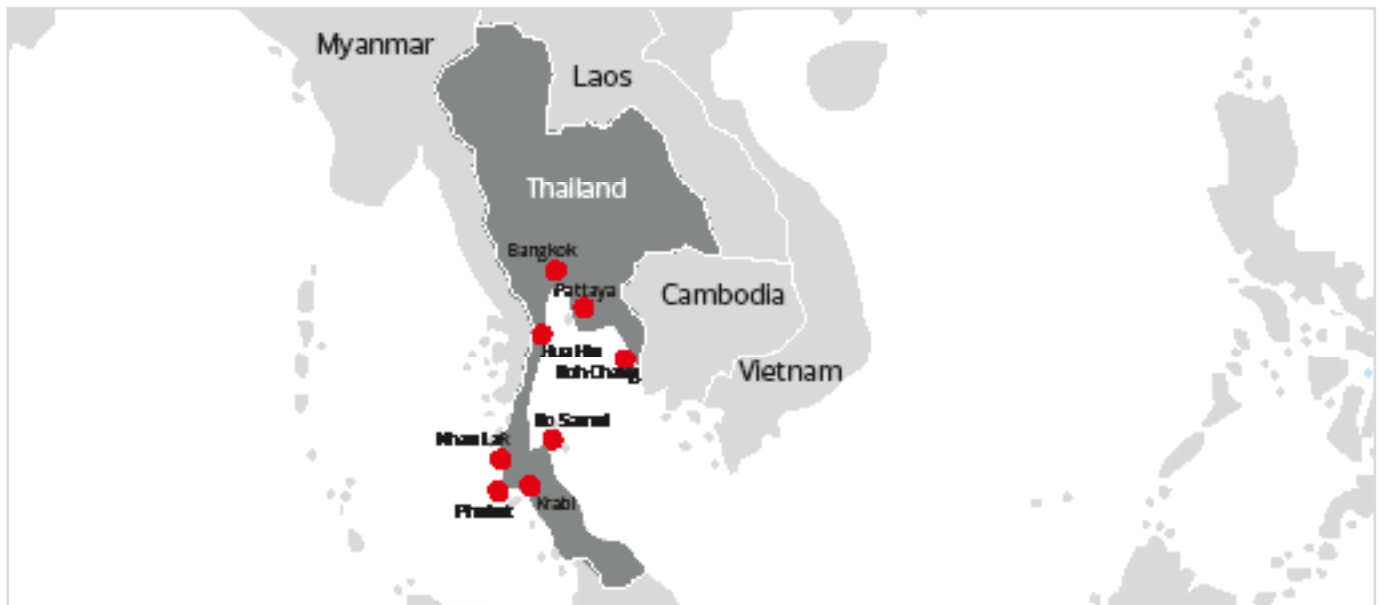 Myanmar
Laos
Thailand
Bangkok
Pattaya
Cambodia
Hua Hin
Koh Chang
Vietnam
Ko Samui
Khao Lak
Krabi
Phuket